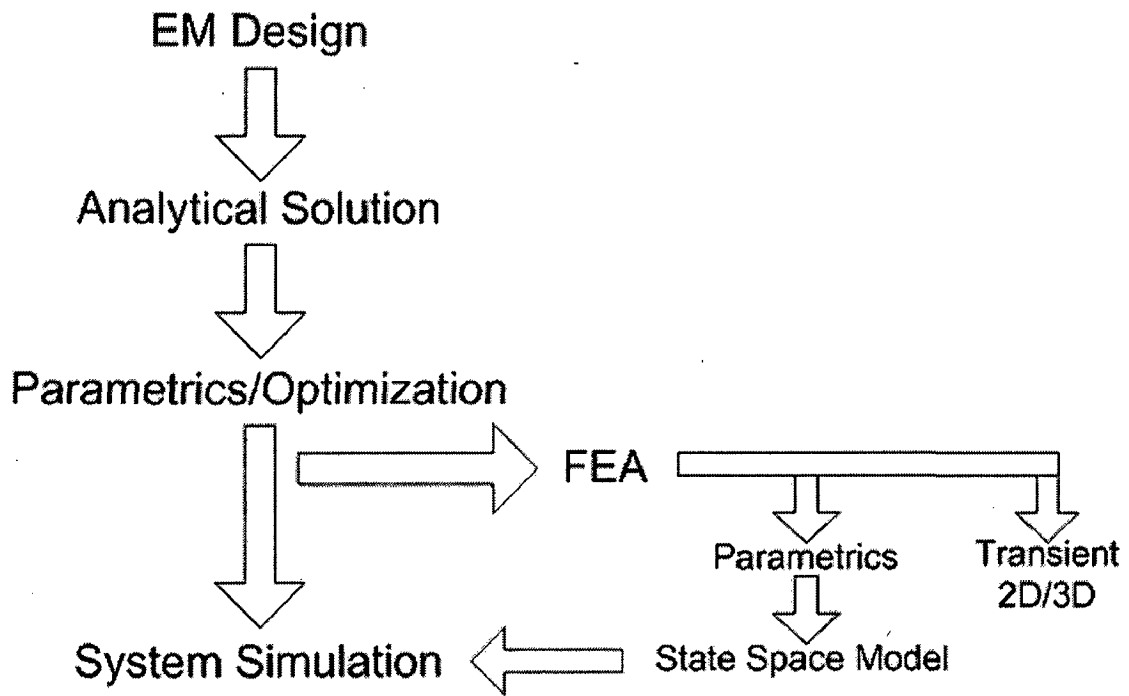 EM Design
Analytical Solution
Parametrics/Optimization
FEA
Parametrics
Transient
2D/3D
State Space Model
System Simulation